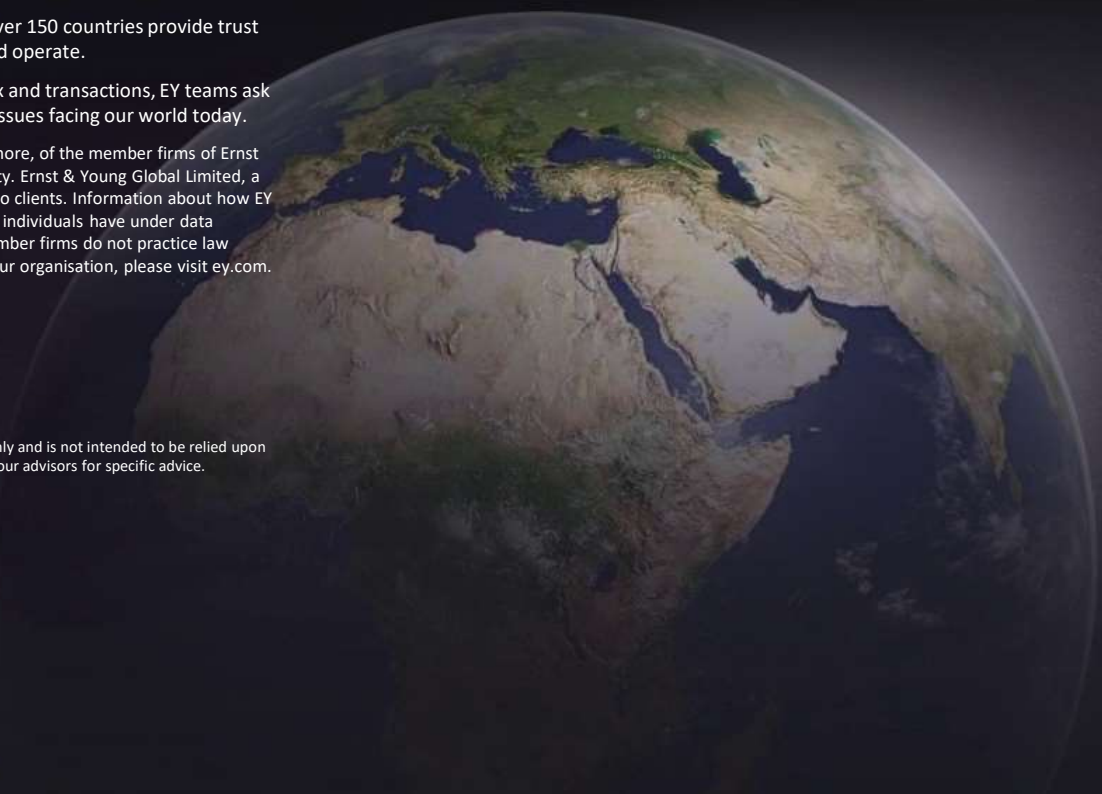 ver 150 countries provide trust
d operate.
x and transactions, EY teams ask
issues facing our world today.
nore, of the member firms of Ernst
ty. Ernst & Young Global Limited, a
o clients. Information about how EY
individuals have under data
mber firms do not practice law
ur organisation, please visit ey.com.
nly and is not intended to be relied upon
our advisors for specific advice.